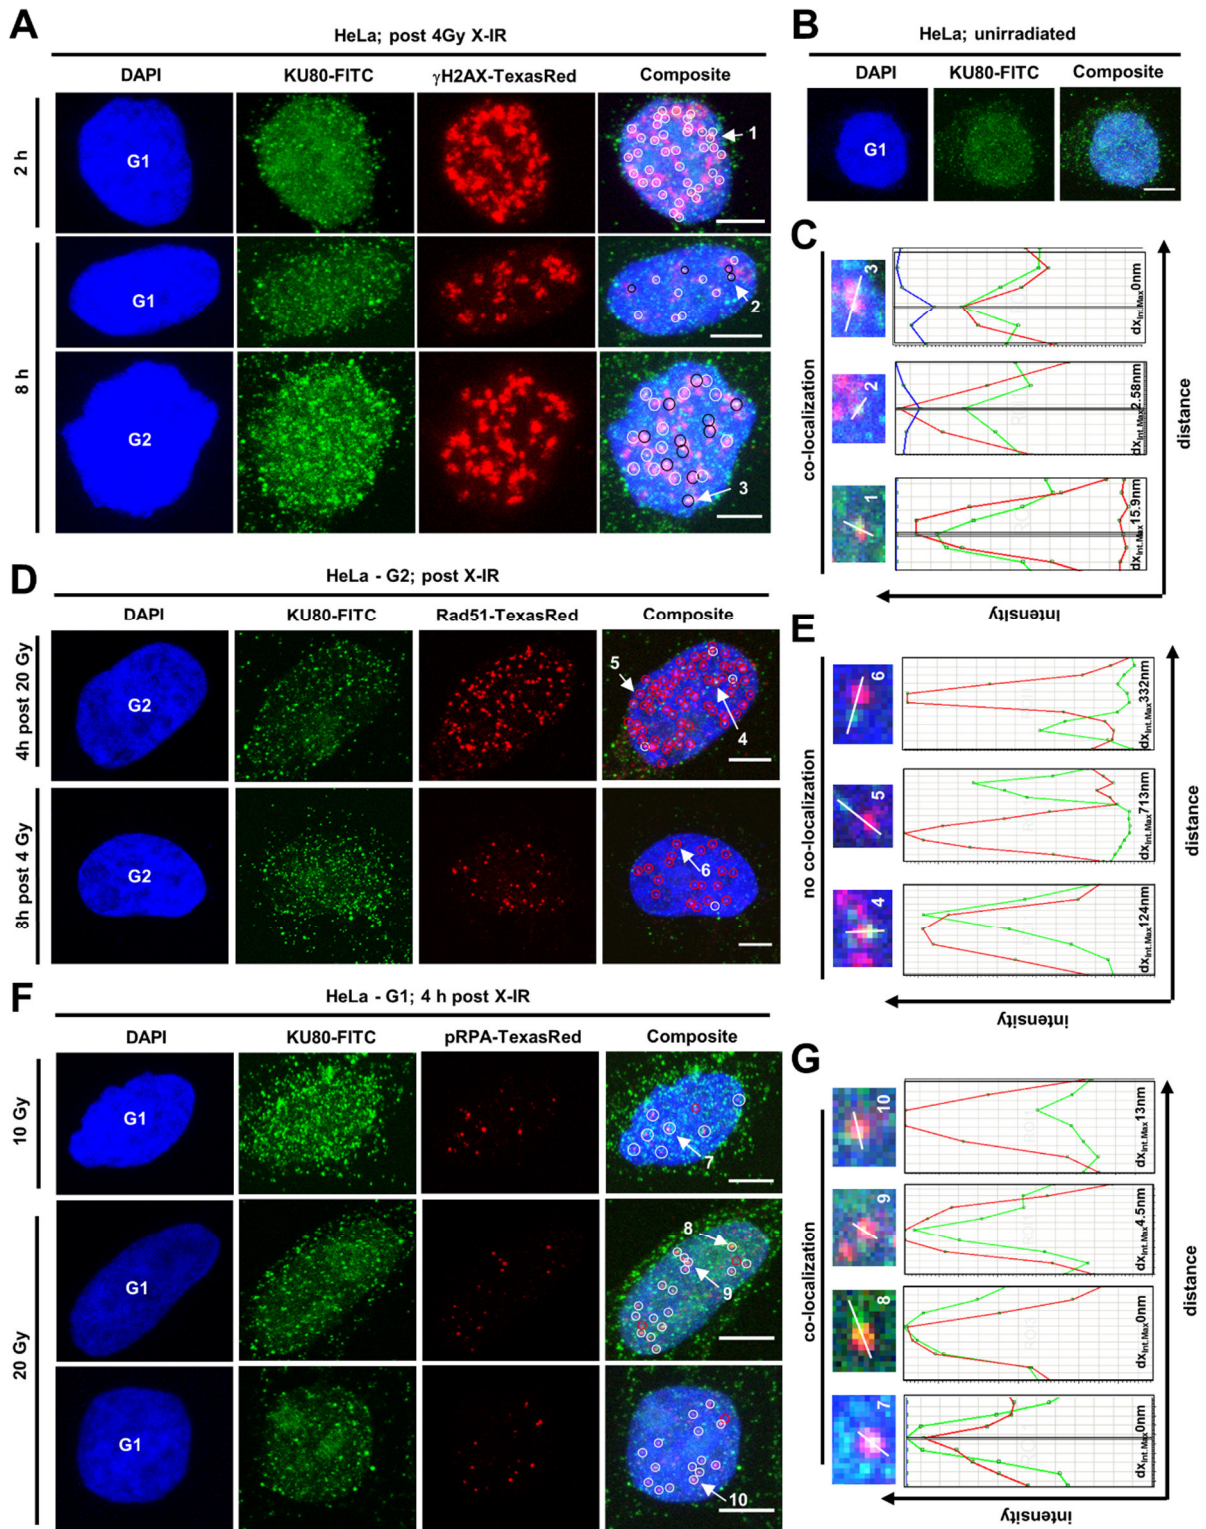 A
HeLa; post 4Gy X-IR
DAPI KU80-FITC γH2AX-TexasRed Composite
2 h
G1
1
8 h
G1
2
G2
3
B
HeLa; unirradiated
DAPI KU80-FITC Composite
G1
C
co-localization
3
dxInt.Max0nm
2
dxInt.Max2.58nm
1
dxInt.Max15.9nm
distance
intensity
D
HeLa - G2; post X-IR
DAPI KU80-FITC Rad51-TexasRed Composite
4h post 20 Gy
G2
5
4
8h post 4 Gy
G2
6
E
no co-localization
6
dxInt.Max332nm
5
dxInt.Max713nm
4
dxInt.Max124nm
distance
intensity
F
HeLa - G1; 4 h post X-IR
DAPI KU80-FITC pRPA-TexasRed Composite
10 Gy
G1
7
20 Gy
G1
8
9
G1
10
G
co-localization
10
dxInt.Max13nm
9
dxInt.Max4.5nm
8
dxInt.Max0nm
7
dxInt.Max0nm
distance
intensity